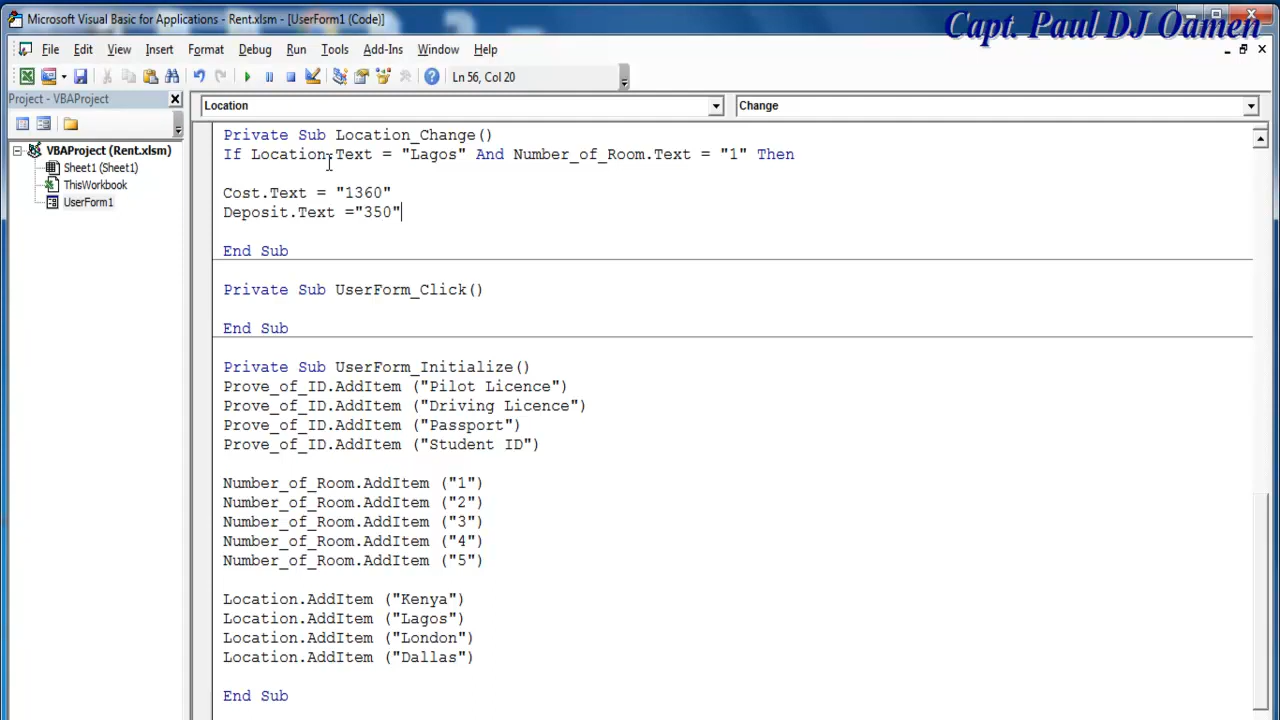 Microsoft Visual Basic for Applications - Rent.xlsm - [UserForm1 (Code)]
Capt. Paul DJ Oamen
File Edit View Insert Format Debug Run Tools Add-Ins Window Help
Ln 56, Col 20
Project - VBAProject
Location
Change
VBAProject (Rent.xlsm)
Sheet1 (Sheet1)
ThisWorkbook
UserForm1
Private Sub Location_Change()
If Location.Text = "Lagos" And Number_of_Room.Text = "1" Then
Cost.Text = "1360"
Deposit.Text ="350"
End Sub
Private Sub UserForm_Click()
End Sub
Private Sub UserForm_Initialize()
Prove_of_ID.AddItem ("Pilot Licence")
Prove_of_ID.AddItem ("Driving Licence")
Prove_of_ID.AddItem ("Passport")
Prove_of_ID.AddItem ("Student ID")
Number_of_Room.AddItem ("1")
Number_of_Room.AddItem ("2")
Number_of_Room.AddItem ("3")
Number_of_Room.AddItem ("4")
Number_of_Room.AddItem ("5")
Location.AddItem ("Kenya")
Location.AddItem ("Lagos")
Location.AddItem ("London")
Location.AddItem ("Dallas")
End Sub